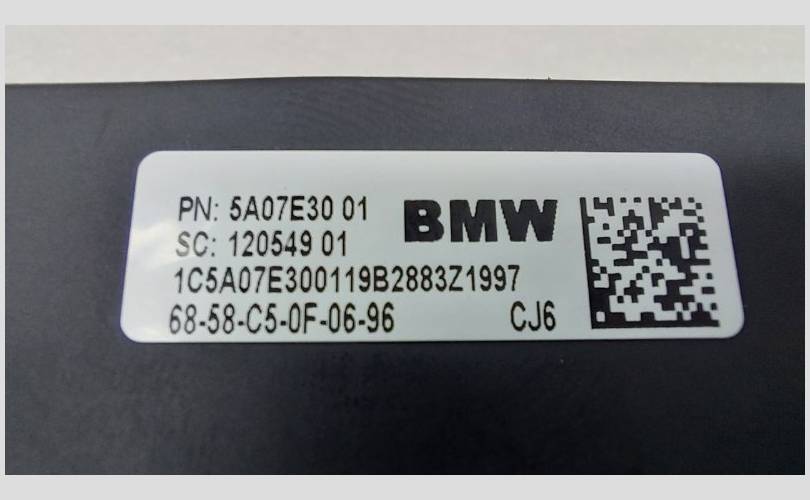 PN: 5A07E30 01
BMW
SC: 120549 01
1C5A07E300119B2883Z1997
68-58-C5-0F-06-96 CJ6